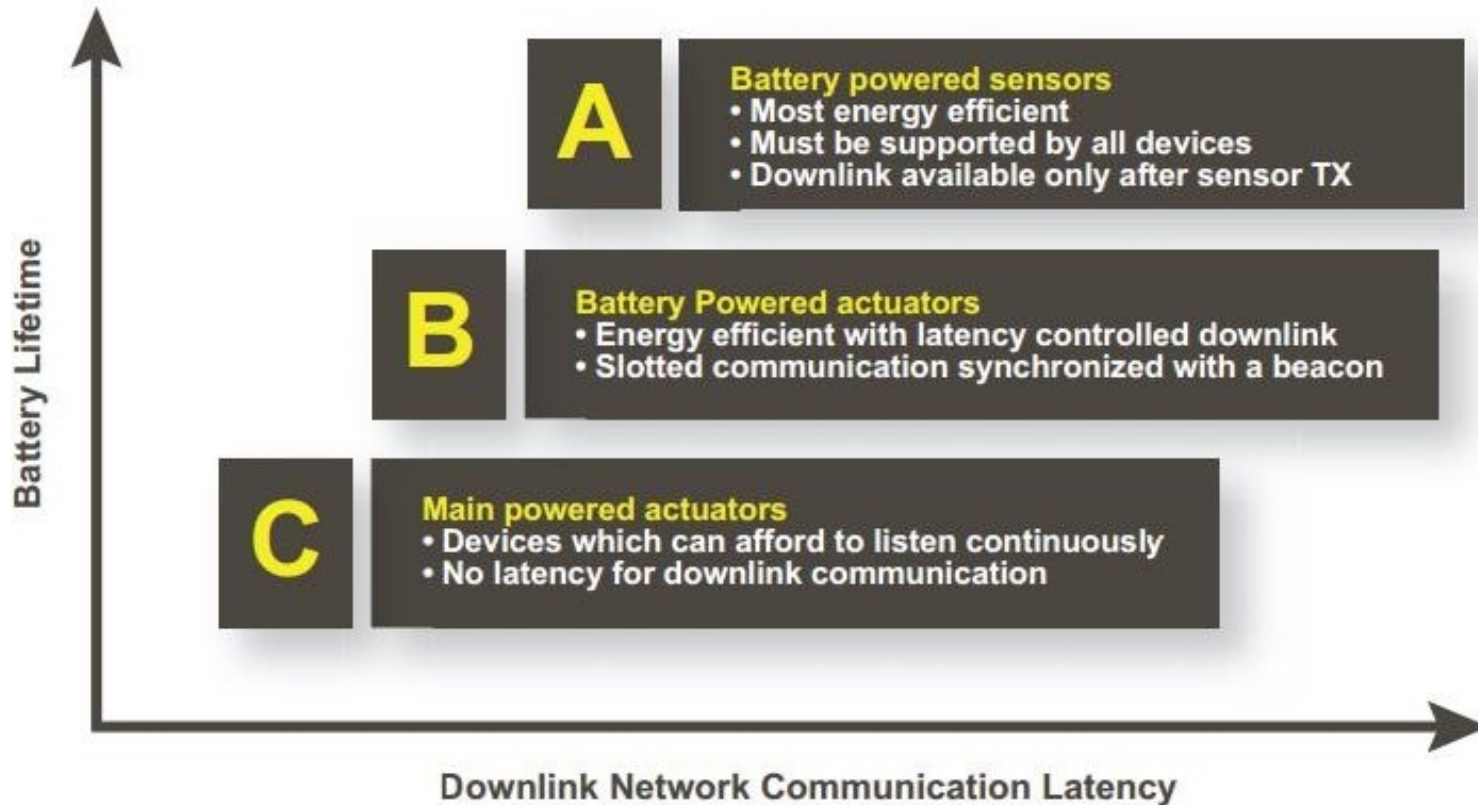 Battery Lifetime
A
Battery powered sensors
• Most energy efficient
• Must be supported by all devices
• Downlink available only after sensor TX
B
Battery Powered actuators
• Energy efficient with latency controlled downlink
• Slotted communication synchronized with a beacon
C
Main powered actuators
• Devices which can afford to listen continuously
• No latency for downlink communication
Downlink Network Communication Latency